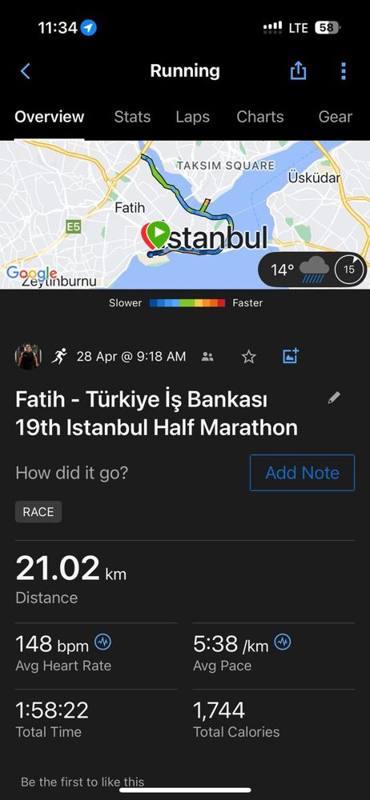 11:34
LTE 58
Running
Overview Stats Laps Charts Gear
TAKSIM SQUARE
Üsküdar
Fatih
E5
stanbul
Google
Zeytinburnu
14° 15
Slower Faster
28 Apr @ 9:18 AM
Fatih - Türkiye İş Bankası
19th Istanbul Half Marathon
How did it go?
Add Note
RACE
21.02 km
Distance
148 bpm 5:38 /km
Avg Heart Rate Avg Pace
1:58:22 1,744
Total Time Total Calories
Be the first to like this